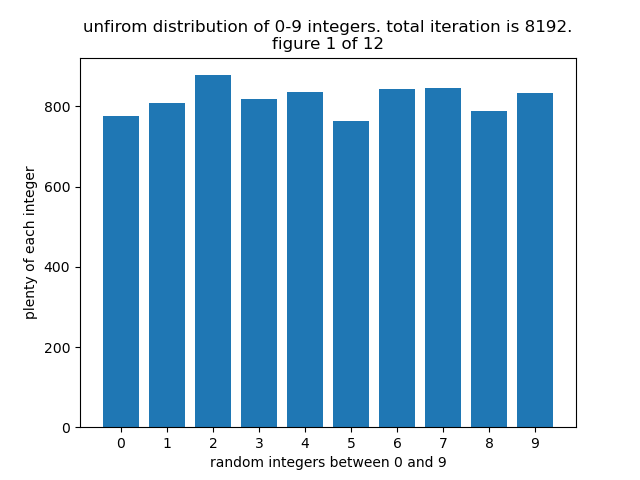 unfirom distribution of 0-9 integers. total iteration is 8192.
figure 1 of 12
800
600
400
200
0
plenty of each integer
0 1 2 3 4 5 6 7 8 9
random integers between 0 and 9